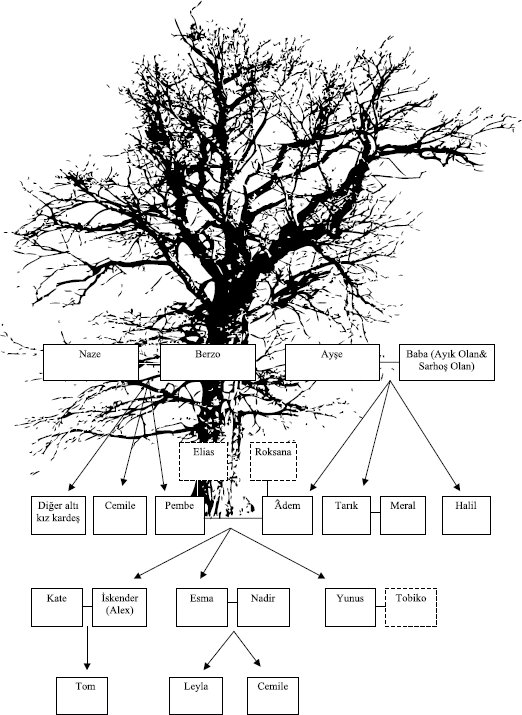 Naze
Berzo
Ayşe
Baba (Ayık Olan&
Sarhoş Olan)
Elias
Roksana
Diğer altı
kız kardeş
Cemile
Pembe
Âdem
Tarık
Meral
Halil
Kate
İskender
(Alex)
Esma
Nadir
Yunus
Tobiko
Tom
Leyla
Cemile